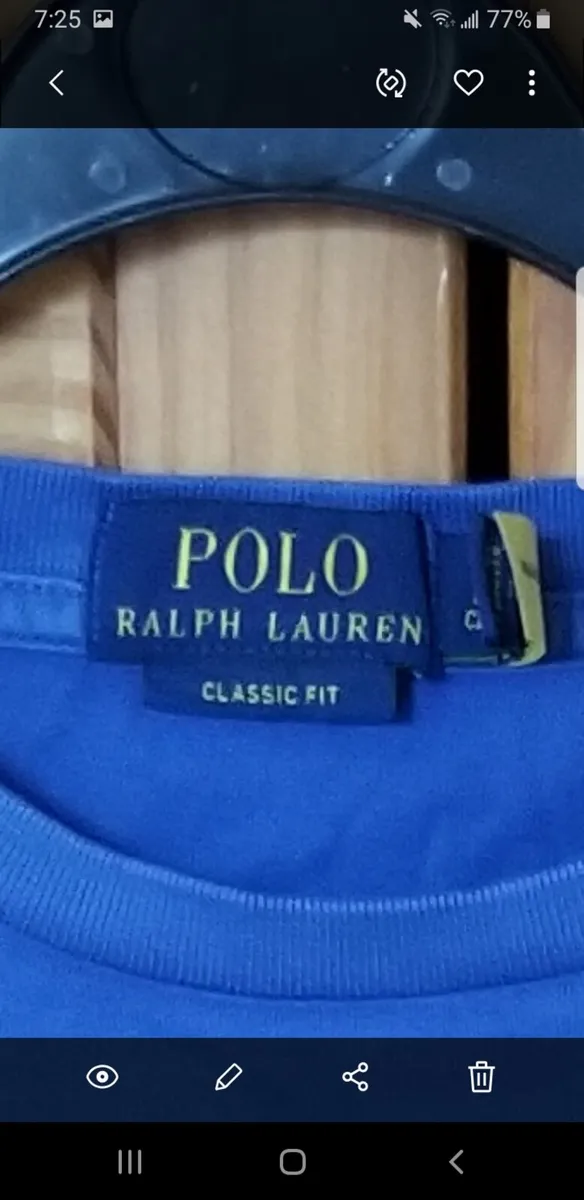 7:25
77%
POLO
RALPH LAUREN
CLASSIC FIT